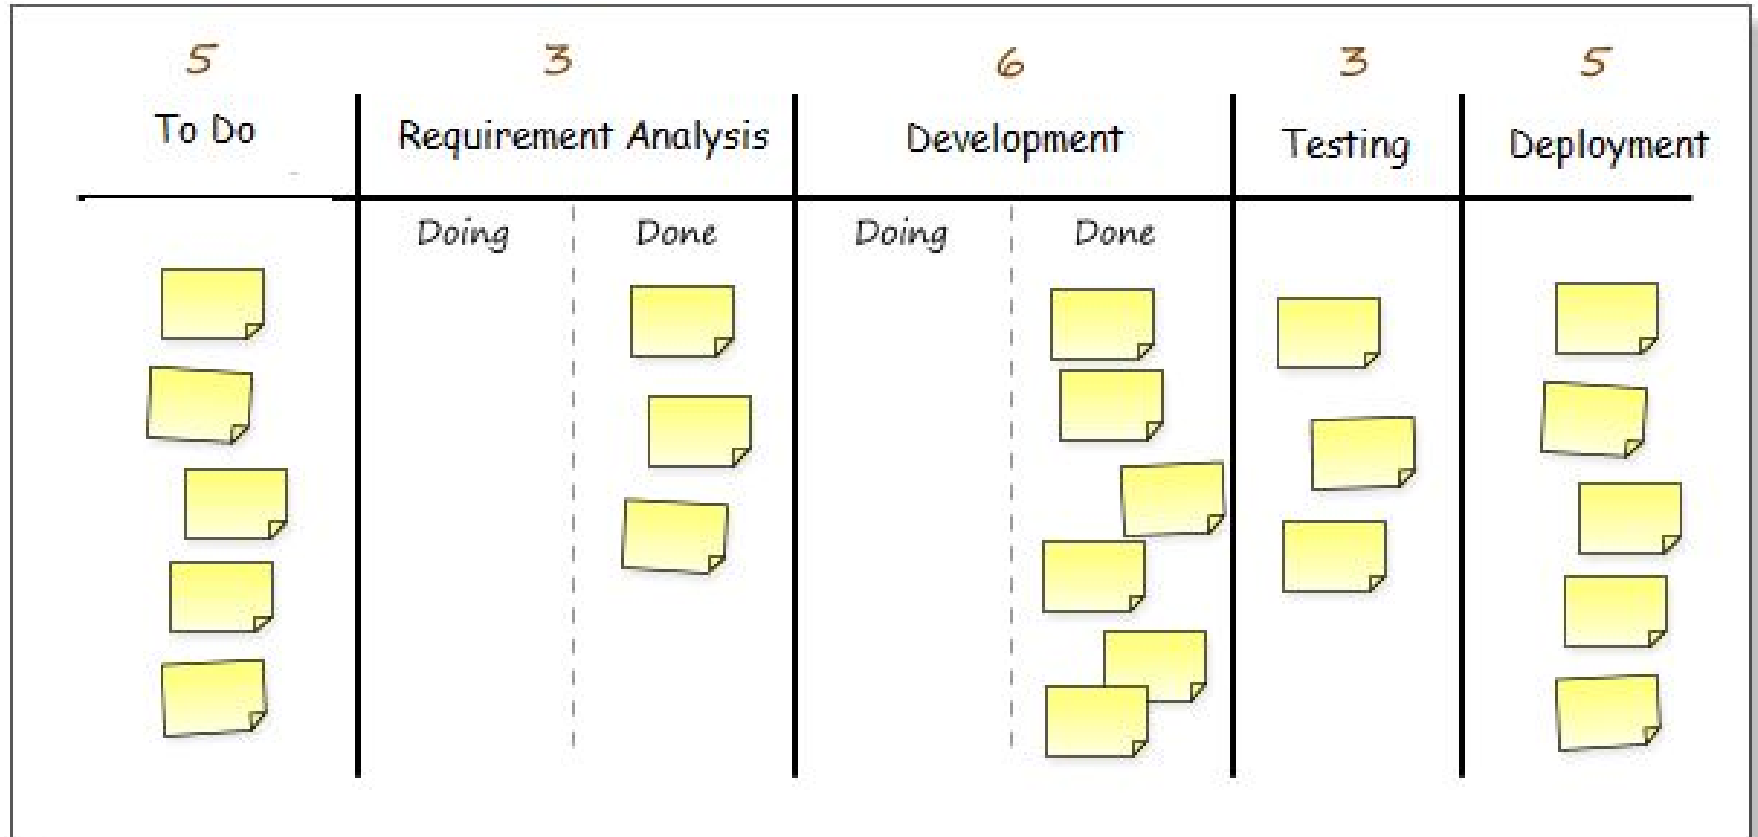 5 3 6 3 5
To Do Requirement Analysis Development Testing Deployment
Doing Done Doing Done